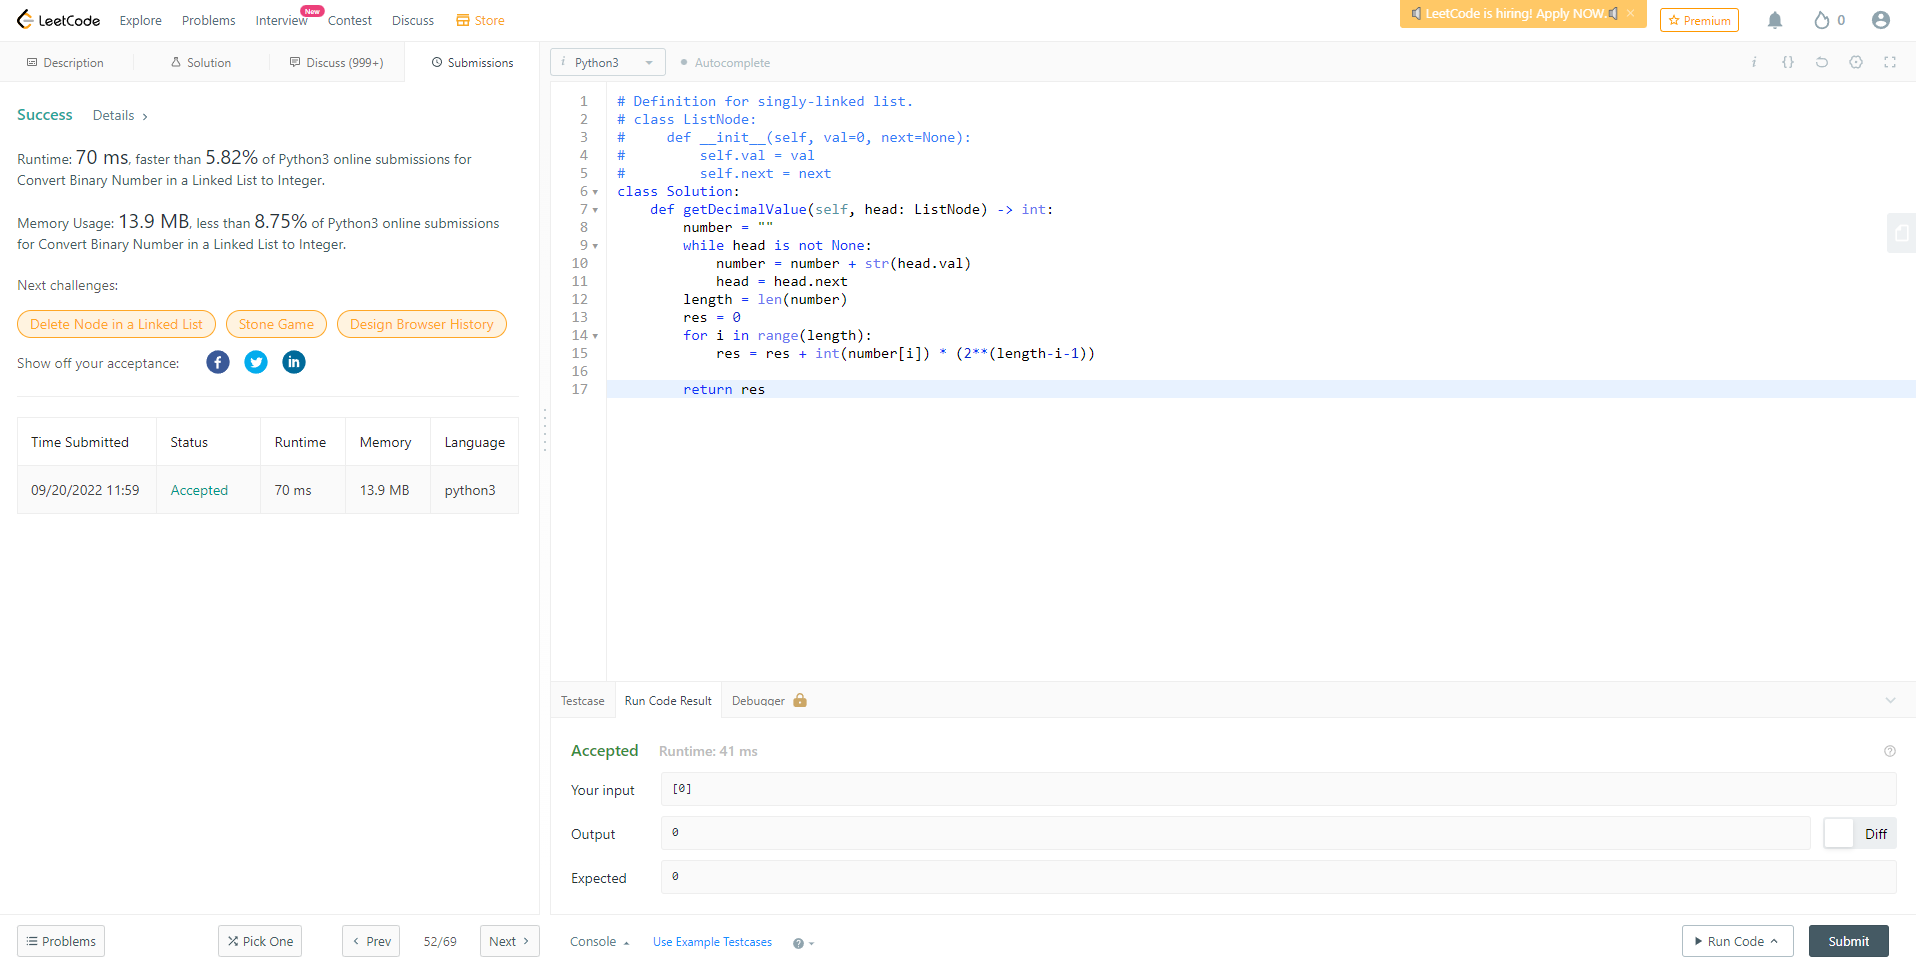 LeetCode Explore Problems Interview New Contest Discuss Store LeetCode is hiring! Apply NOW. × Premium 0
Description Solution Discuss (999+) Submissions
Success Details ›
Runtime: 70 ms, faster than 5.82% of Python3 online submissions for
Convert Binary Number in a Linked List to Integer.
Memory Usage: 13.9 MB, less than 8.75% of Python3 online submissions
for Convert Binary Number in a Linked List to Integer.
Next challenges:
Delete Node in a Linked List Stone Game Design Browser History
Show off your acceptance: f in
Time Submitted Status Runtime Memory Language
09/20/2022 11:59 Accepted 70 ms 13.9 MB python3
Problems Pick One ‹ Prev 52/69 Next ›
i Python3 Autocomplete i {}
1 # Definition for singly-linked list.
2 # class ListNode:
3 #     def __init__(self, val=0, next=None):
4 #         self.val = val
5 #         self.next = next
6 class Solution:
7     def getDecimalValue(self, head: ListNode) -> int:
8         number = ""
9         while head is not None:
10             number = number + str(head.val)
11             head = head.next
12         length = len(number)
13         res = 0
14         for i in range(length):
15             res = res + int(number[i]) * (2**(length-i-1))
16
17         return res
Testcase Run Code Result Debugger
Accepted Runtime: 41 ms ?
Your input [0]
Output 0 Diff
Expected 0
Console Use Example Testcases ? Run Code Submit